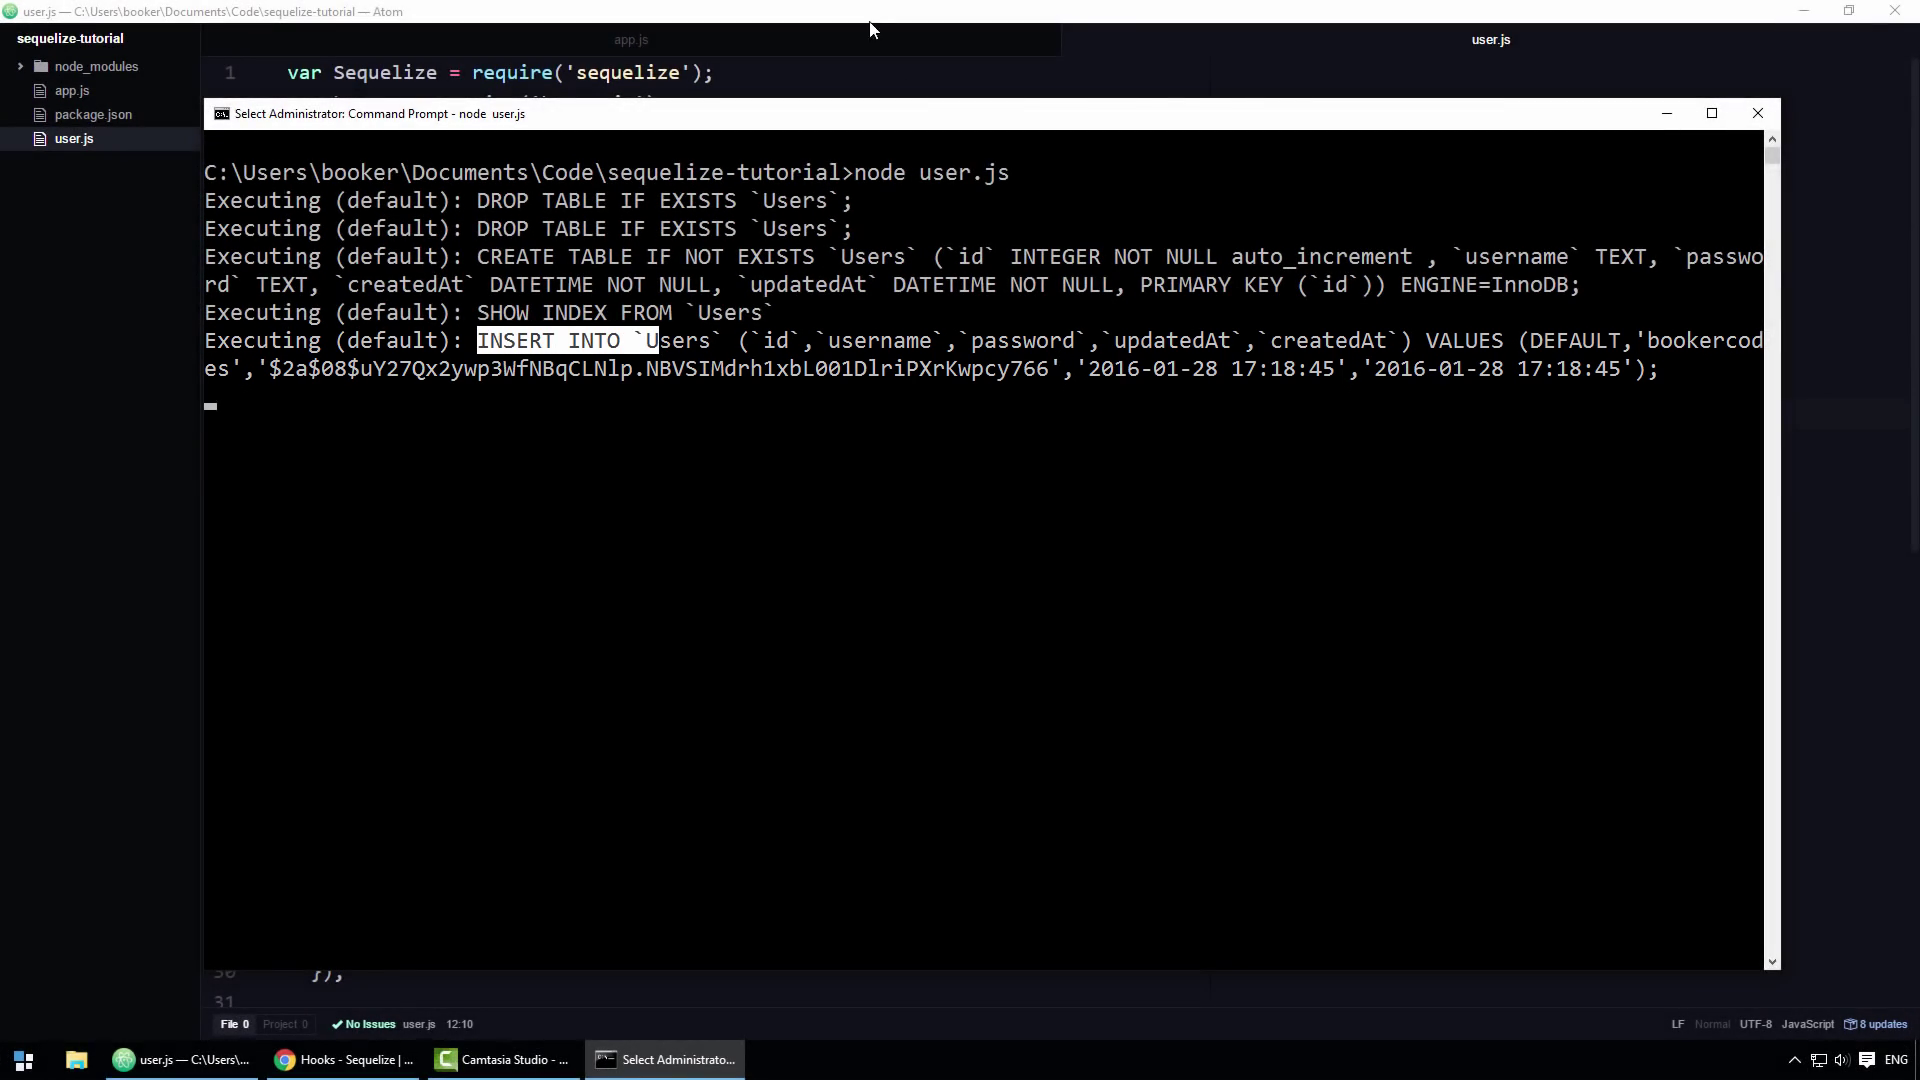 user.js — C:\Users\booker\Documents\Code\sequelize-tutorial — Atom
sequelize-tutorial
app.js
user.js
node_modules
app.js
package.json
user.js
1 var Sequelize = require('sequelize');
Select Administrator: Command Prompt - node user.js
C:\Users\booker\Documents\Code\sequelize-tutorial>node user.js
Executing (default): DROP TABLE IF EXISTS `Users`;
Executing (default): DROP TABLE IF EXISTS `Users`;
Executing (default): CREATE TABLE IF NOT EXISTS `Users` (`id` INTEGER NOT NULL auto_increment , `username` TEXT, `passwo
rd` TEXT, `createdAt` DATETIME NOT NULL, `updatedAt` DATETIME NOT NULL, PRIMARY KEY (`id`)) ENGINE=InnoDB;
Executing (default): SHOW INDEX FROM `Users`
Executing (default): INSERT INTO `Users` (`id`,`username`,`password`,`updatedAt`,`createdAt`) VALUES (DEFAULT,'bookercod
es','$2a$08$uY27Qx2ywp3WfNBqCLNlp.NBVSIMdrh1xbL001DlriPXrKwpcy766','2016-01-28 17:18:45','2016-01-28 17:18:45');
30 });
31
File 0 Project 0 No Issues user.js 12:10
LF Normal UTF-8 JavaScript 8 updates
user.js — C:\Users\...
Hooks - Sequelize | ...
Camtasia Studio - ...
Select Administrato...
ENG